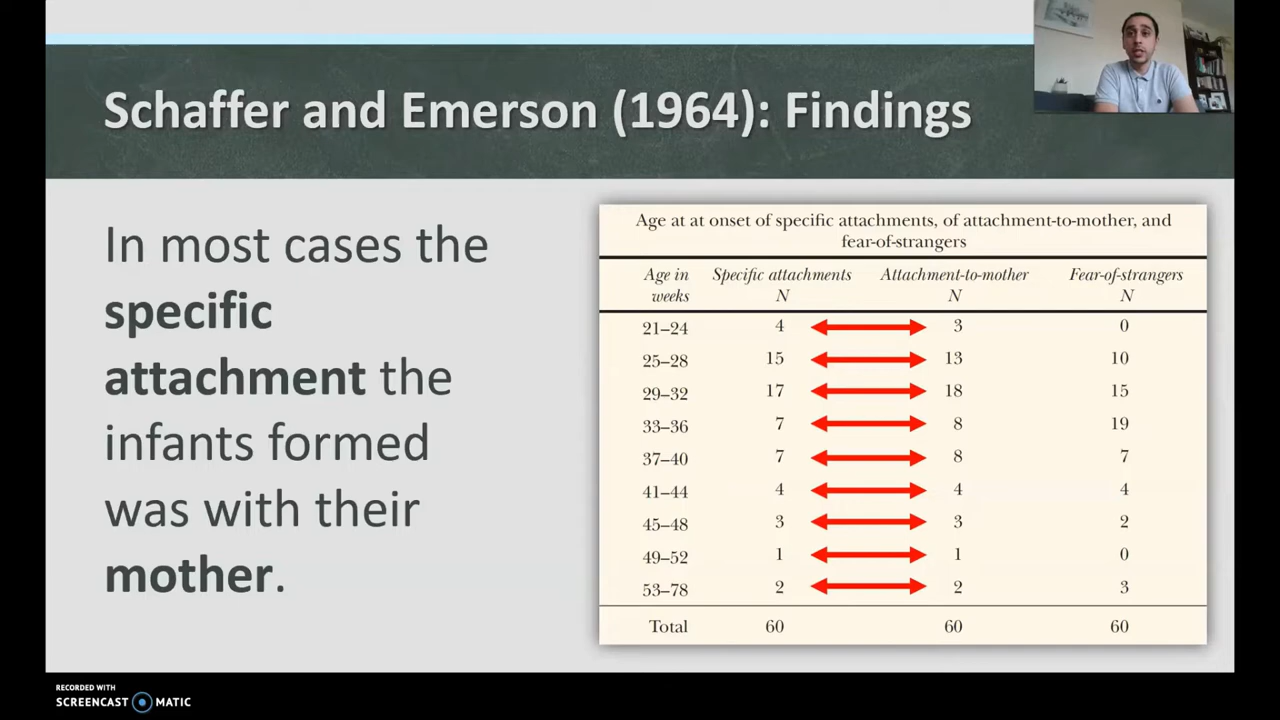 Schaffer and Emerson (1964): Findings
In most cases the
specific
attachment the
infants formed
was with their
mother.
Age at at onset of specific attachments, of attachment-to-mother, and
fear-of-strangers
Age in Specific attachments Attachment-to-mother Fear-of-strangers
weeks N N N
21–24 4 3 0
25–28 15 13 10
29–32 17 18 15
33–36 7 8 19
37–40 7 8 7
41–44 4 4 4
45–48 3 3 2
49–52 1 1 0
53–78 2 2 3
Total 60 60 60
RECORDED WITH
SCREENCAST MATIC